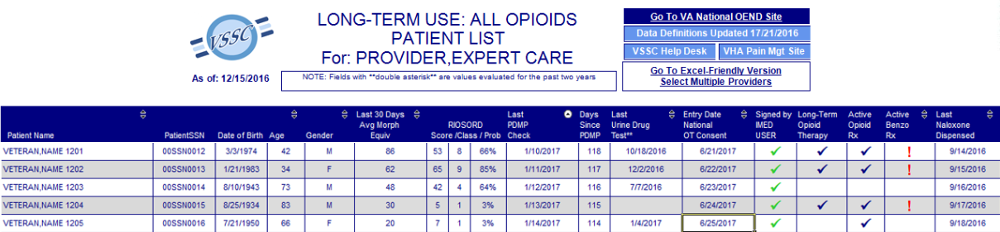 VSSC
LONG-TERM USE: ALL OPIOIDS
PATIENT LIST
For: PROVIDER,EXPERT CARE
As of: 12/15/2016
NOTE: Fields with **double asterisk** are values evaluated for the past two years
Go To VA National OEND Site
Data Definitions Updated 17/21/2016
VSSC Help Desk VHA Pain Mgt Site
Go To Excel-Friendly Version
Select Multiple Providers
Last 30 Days Last Days Last Entry Date Signed by Long-Term Active Active Last
Avg Morph RIOSORD PDMP Since Urine Drug National IMED Opioid Opioid Benzo Naloxone
Patient Name PatientSSN Date of Birth Age Gender Equiv Score /Class / Prob Check PDMP Test** OT Consent USER Therapy Rx Rx Dispensed
VETERAN,NAME 1201 00SSN0012 3/3/1974 42 M 86 53 8 66% 1/10/2017 118 10/18/2016 6/21/2017 ✓ ✓ ✓ ! 9/14/2016
VETERAN,NAME 1202 00SSN0013 1/21/1983 34 F 62 65 9 85% 1/11/2017 117 12/2/2016 6/22/2017 ✓ ✓ ✓ ! 9/15/2016
VETERAN,NAME 1203 00SSN0014 8/10/1943 73 M 48 42 4 64% 1/12/2017 116 7/7/2016 6/23/2017 ✓ 9/16/2016
VETERAN,NAME 1204 00SSN0015 8/25/1934 83 M 30 5 1 3% 1/13/2017 115 6/24/2017 ✓ ✓ ✓ ! 9/17/2016
VETERAN,NAME 1205 00SSN0016 7/21/1950 66 F 20 7 1 3% 1/14/2017 114 1/4/2017 6/25/2017 ✓ ✓ 9/18/2016